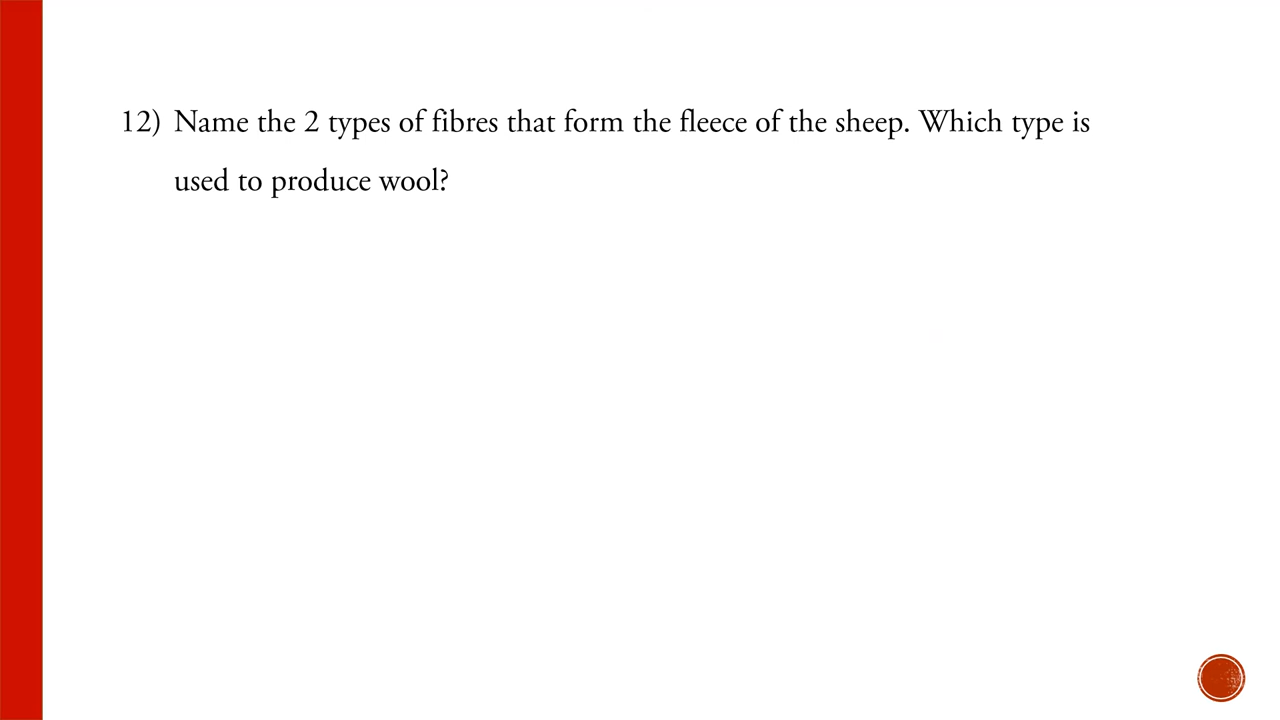 12) Name the 2 types of fibres that form the fleece of the sheep. Which type is
used to produce wool?